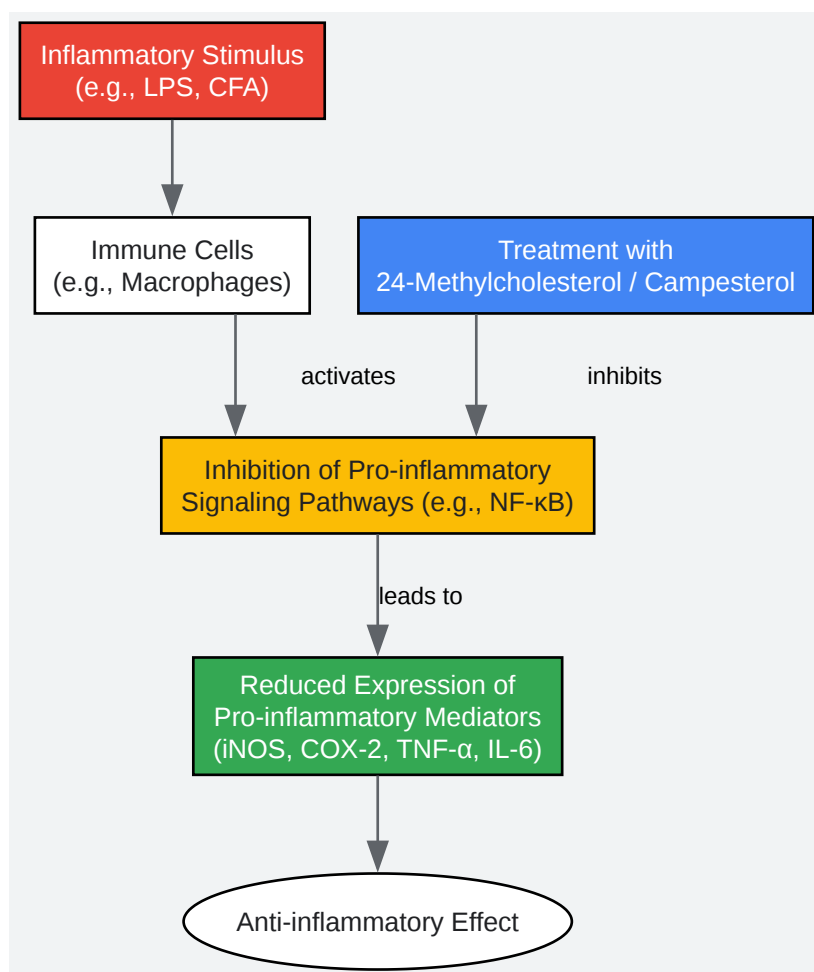 Inflammatory Stimulus
(e.g., LPS, CFA)
Immune Cells
(e.g., Macrophages)
Treatment with
24-Methylcholesterol / Campesterol
activates
inhibits
Inhibition of Pro-inflammatory
Signaling Pathways (e.g., NF-κB)
leads to
Reduced Expression of
Pro-inflammatory Mediators
(iNOS, COX-2, TNF-α, IL-6)
Anti-inflammatory Effect